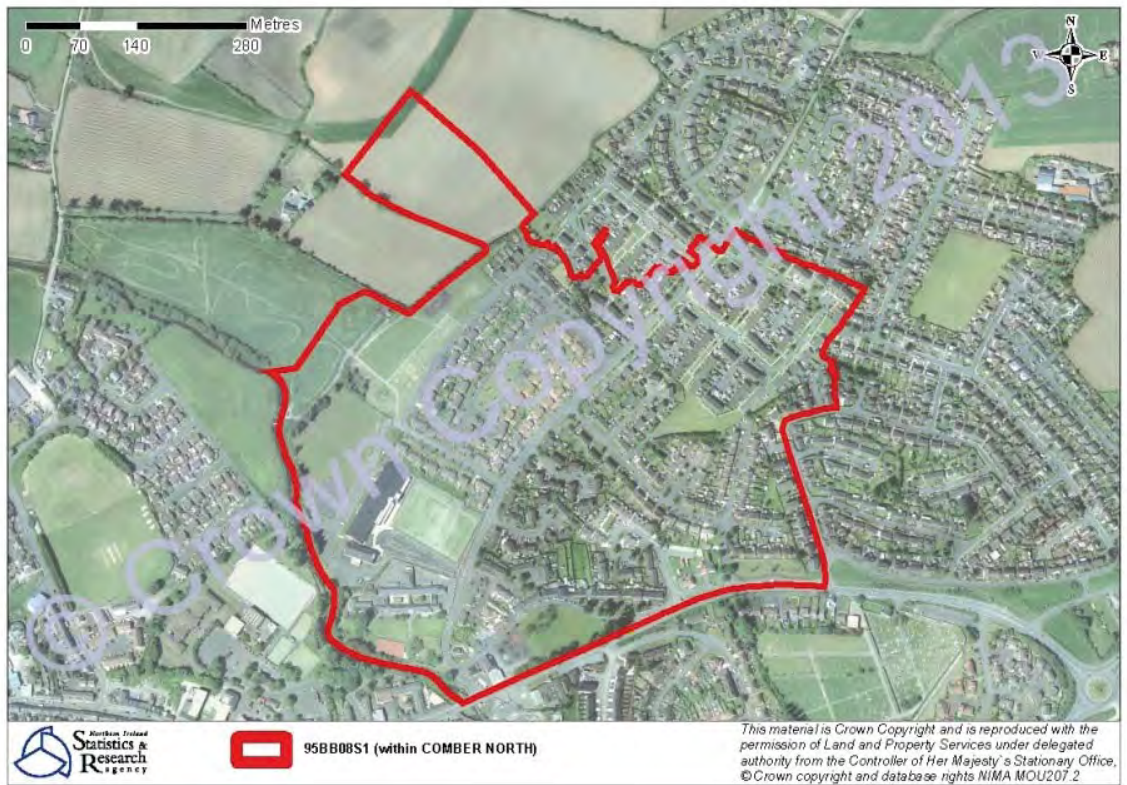 Metres
0 70 140 280
N
W E
S
© Crown Copyright 2013
Northern Ireland
Statistics &
Research
agency
95BB08S1 (within COMBER NORTH)
This material is Crown Copyright and is reproduced with the
permission of Land and Property Services under delegated
authority from the Controller of Her Majesty`s Stationary Office,
© Crown copyright and database rights NIMA MOU207.2